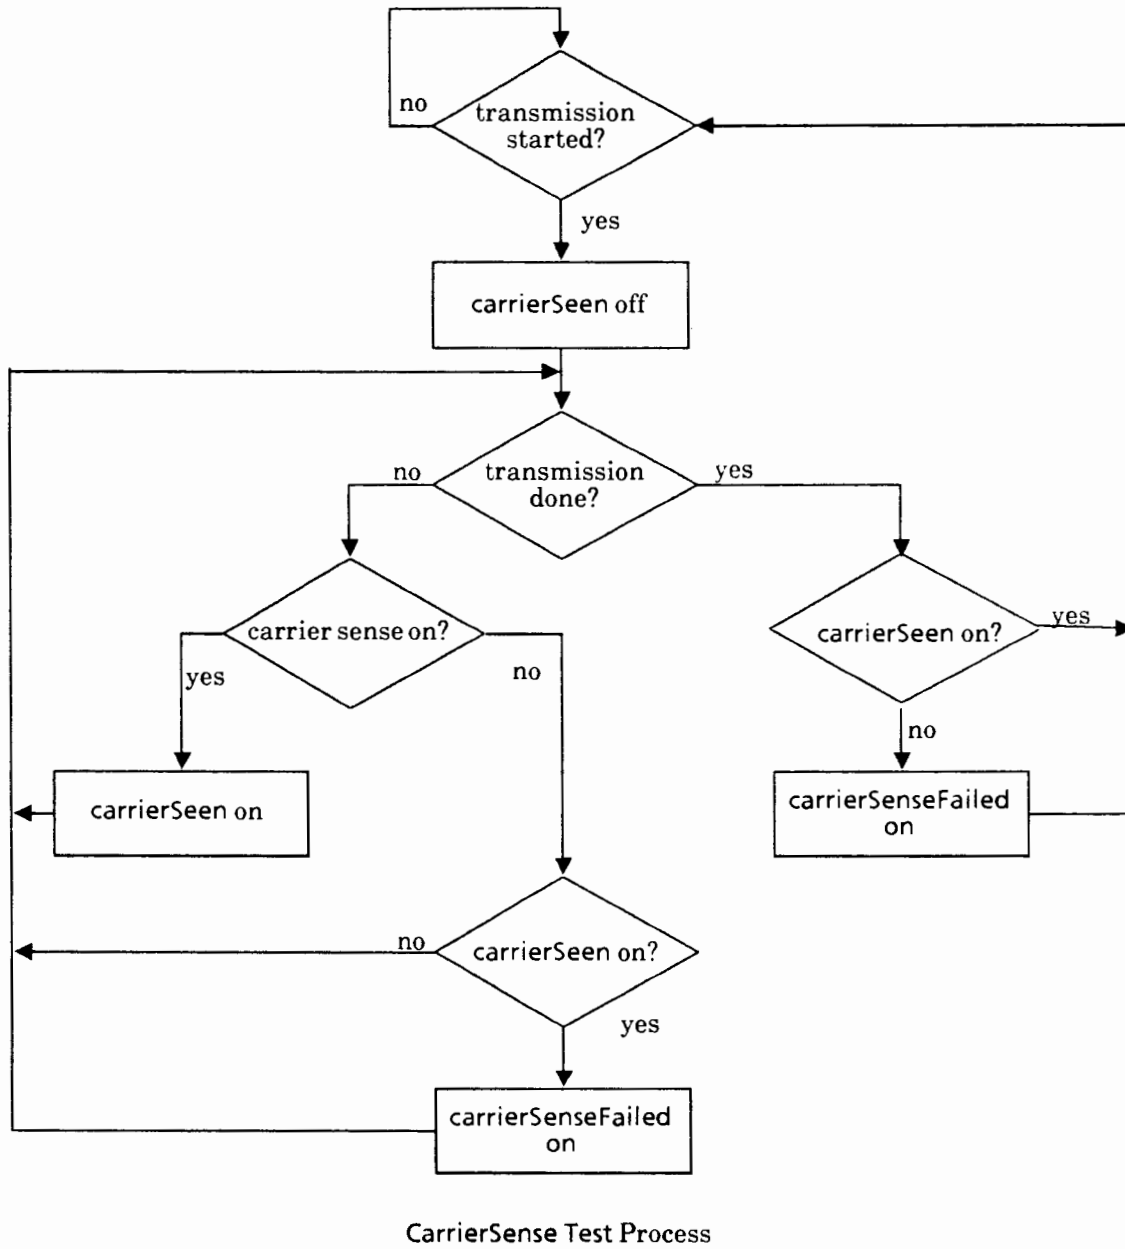 no
transmission
started?
yes
carrierSeen off
no
transmission
done?
yes
carrier sense on?
carrierSeen on?
yes
yes
no
no
carrierSeen on
carrierSenseFailed
on
no
carrierSeen on?
yes
carrierSenseFailed
on
CarrierSense Test Process